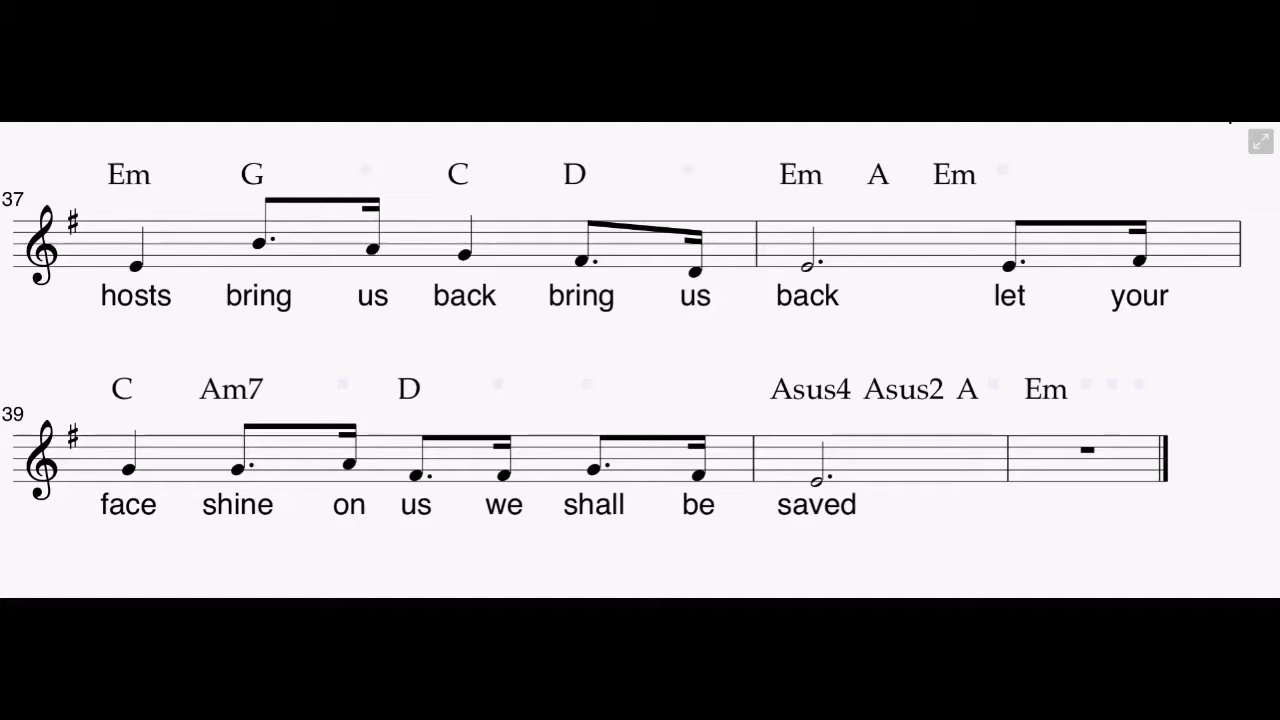 Em G C D Em A Em
37
hosts bring us back bring us back let your
C Am7 D Asus4 Asus2 A Em
39
face shine on us we shall be saved